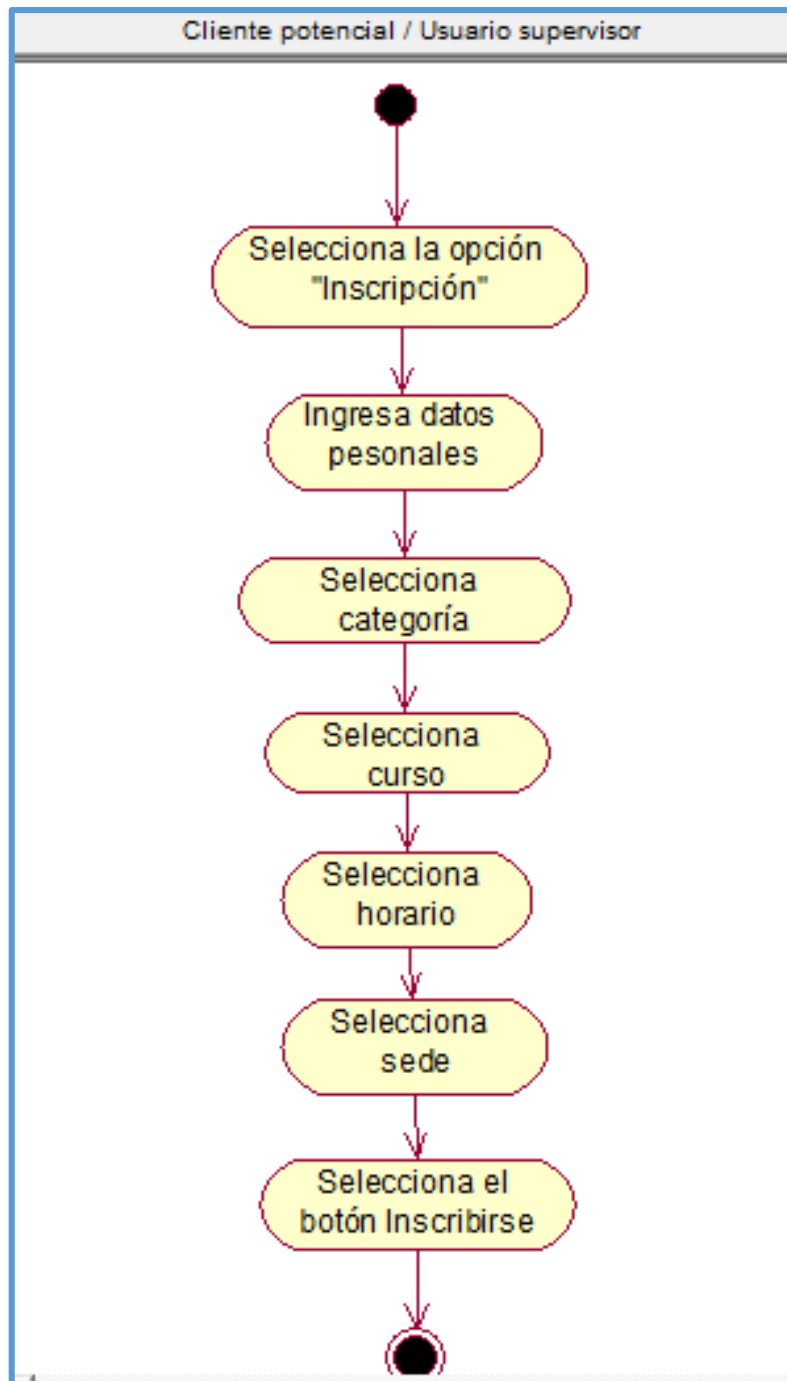 Cliente potencial / Usuario supervisor
Selecciona la opción
"Inscripción"
Ingresa datos
pesonales
Selecciona
categoría
Selecciona
curso
Selecciona
horario
Selecciona
sede
Selecciona el
botón Inscribirse